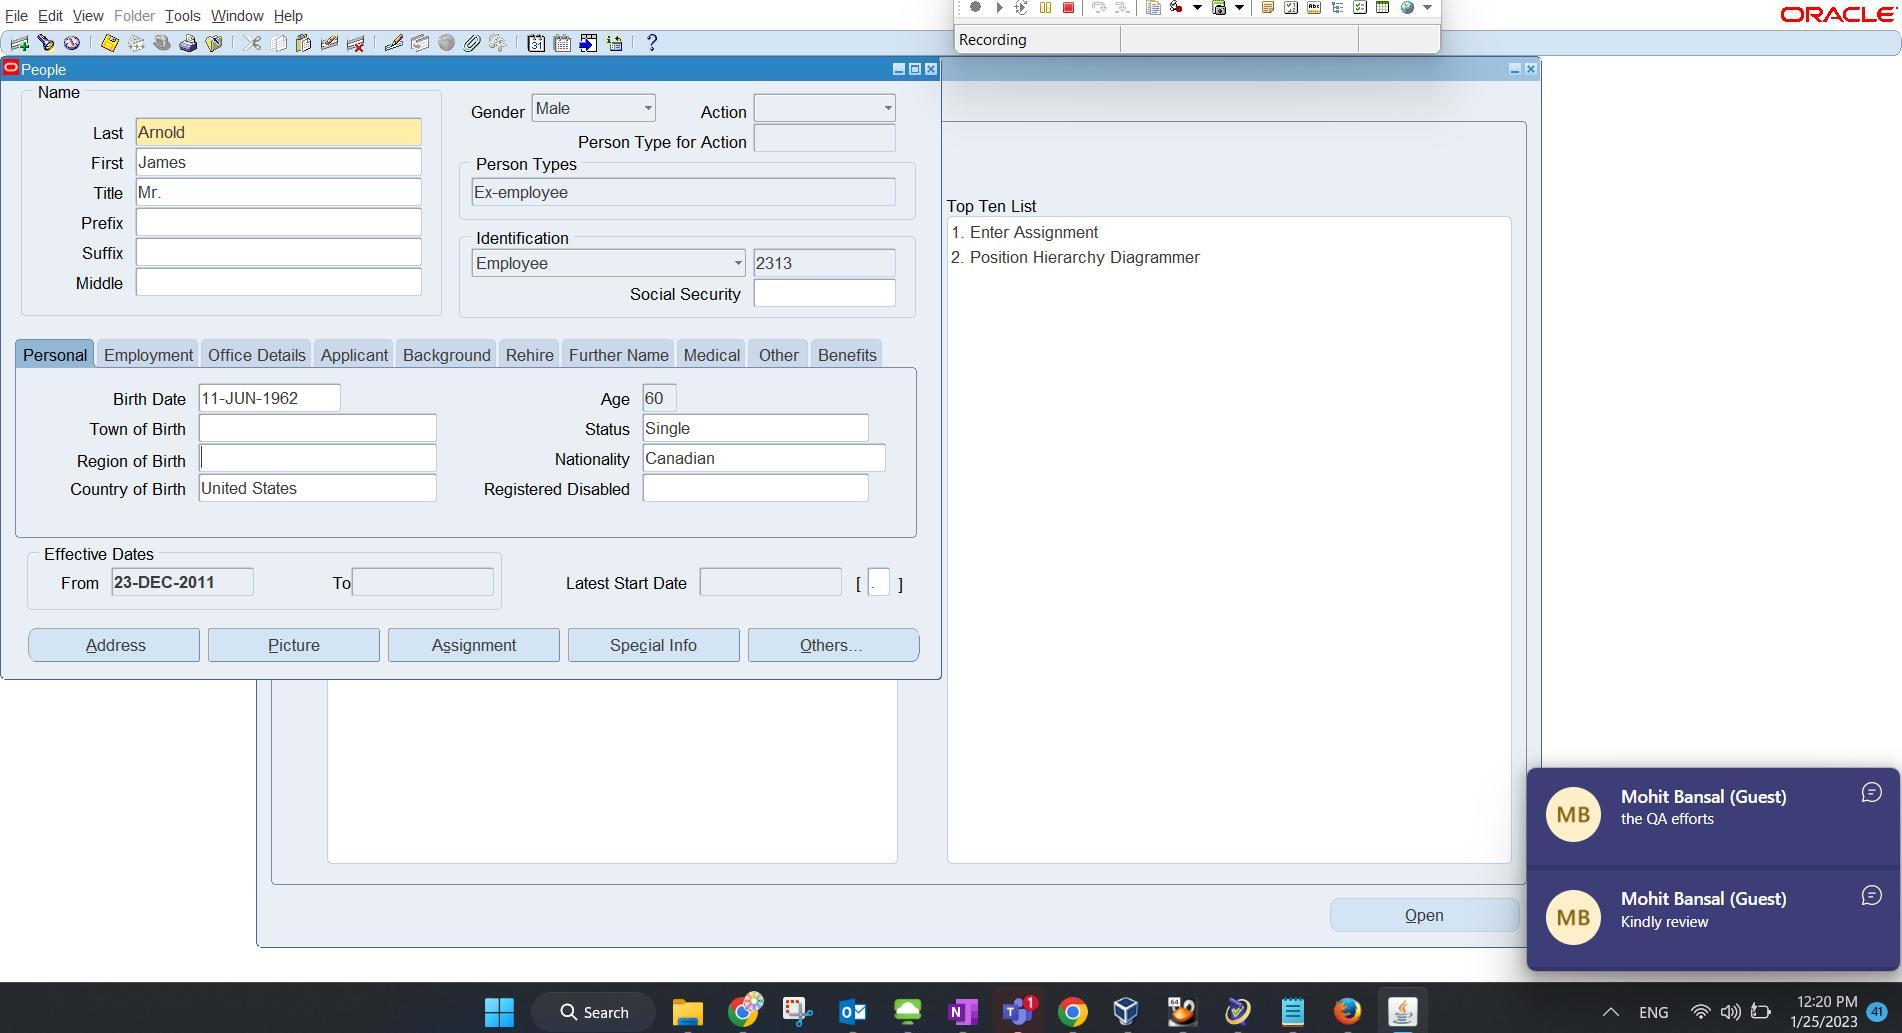 File Edit View Folder Tools Window Help
ORACLE
Recording
People
Name
Last Arnold
First James
Title Mr.
Prefix
Suffix
Middle
Gender Male Action
Person Type for Action
Person Types
Ex-employee
Identification
Employee 2313
Social Security
Top Ten List
1. Enter Assignment
2. Position Hierarchy Diagrammer
Personal Employment Office Details Applicant Background Rehire Further Name Medical Other Benefits
Birth Date 11-JUN-1962 Age 60
Town of Birth Status Single
Region of Birth Nationality Canadian
Country of Birth United States Registered Disabled
Effective Dates
From 23-DEC-2011 To Latest Start Date [ . ]
Address Picture Assignment Special Info Others...
Open
MB Mohit Bansal (Guest)
the QA efforts
MB Mohit Bansal (Guest)
Kindly review
Search
1
ENG
12:20 PM
1/25/2023
41